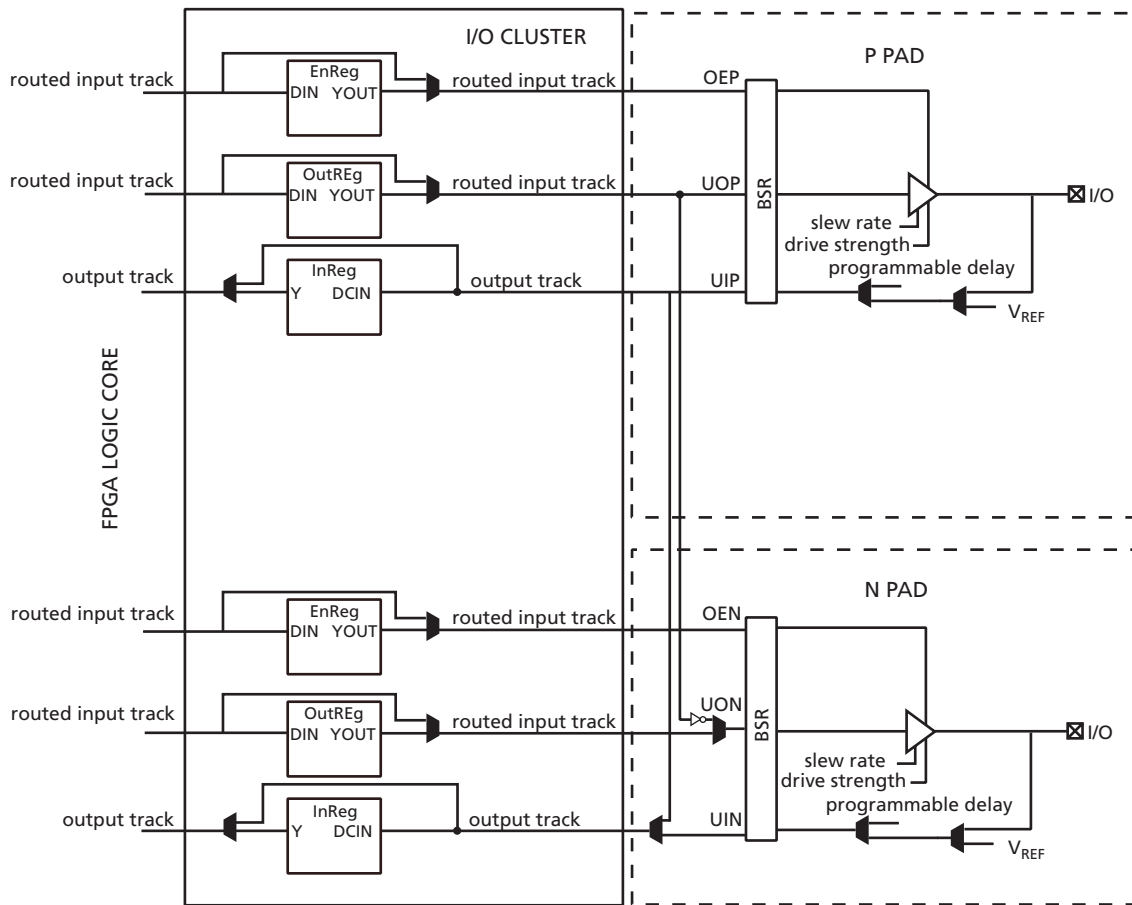 I/O CLUSTER
P PAD
routed input track
EnReg
DIN YOUT
routed input track
OEP
routed input track
OutREg
DIN YOUT
routed input track
UOP
BSR
I/O
slew rate
drive strength
output track
InReg
Y DCIN
output track
UIP
programmable delay
VREF
FPGA LOGIC CORE
N PAD
routed input track
EnReg
DIN YOUT
routed input track
OEN
routed input track
OutREg
DIN YOUT
routed input track
UON
BSR
I/O
slew rate
drive strength
output track
InReg
Y DCIN
output track
UIN
programmable delay
VREF